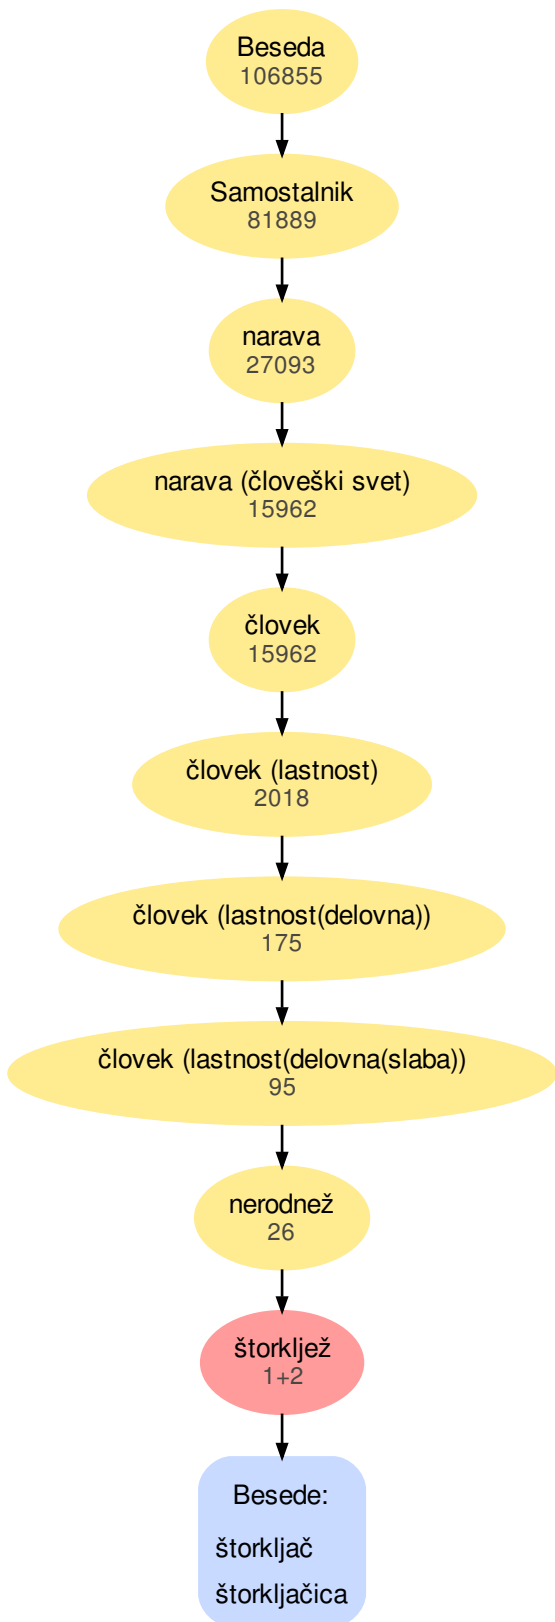 Beseda
106855
Samostalnik
81889
narava
27093
narava (človeški svet)
15962
človek
15962
človek (lastnost)
2018
človek (lastnost(delovna))
175
človek (lastnost(delovna(slaba))
95
nerodnež
26
štorkljež
1+2
Besede:
štorkljač
štorkljačica